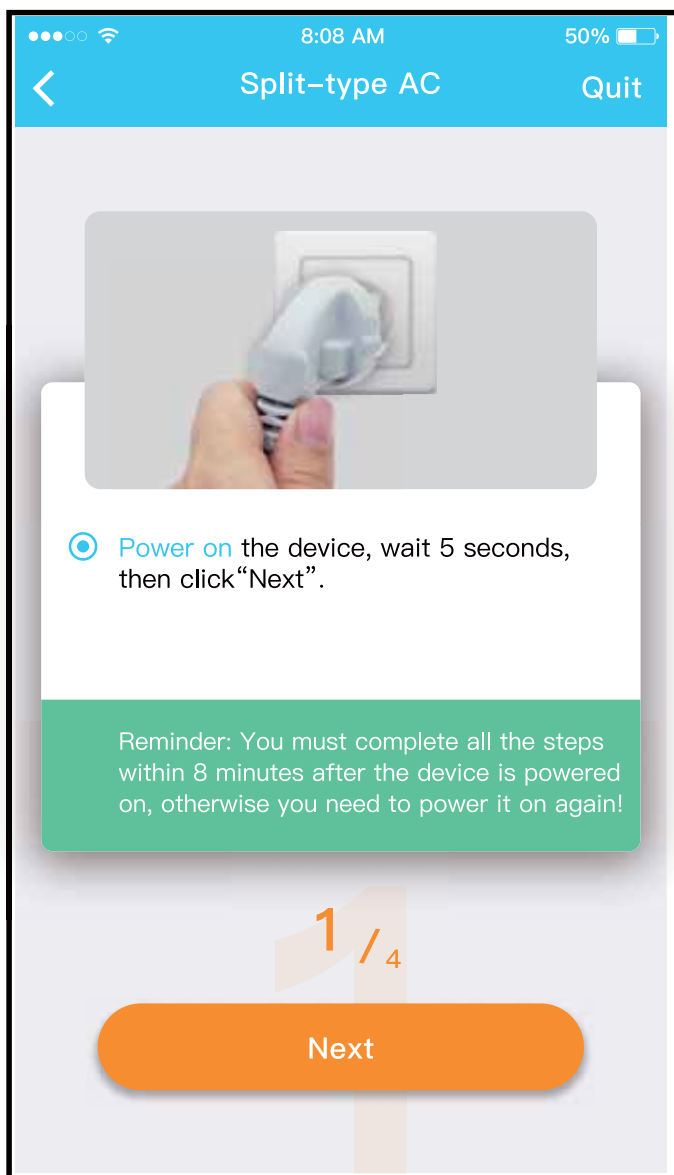 8:08 AM
50%
Split-type AC
Quit
Power on the device, wait 5 seconds,
then click“Next”.
Reminder: You must complete all the steps
within 8 minutes after the device is powered
on, otherwise you need to power it on again!
1
1 / 4
Next